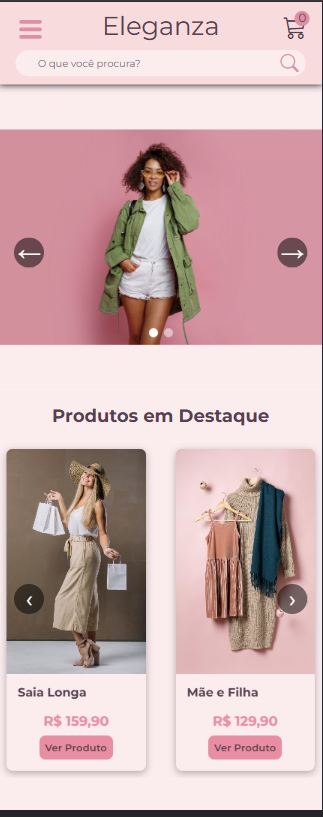 Eleganza
0
O que você procura?
Produtos em Destaque
Saia Longa
R$ 159,90
Ver Produto
Mãe e Filha
R$ 129,90
Ver Produto